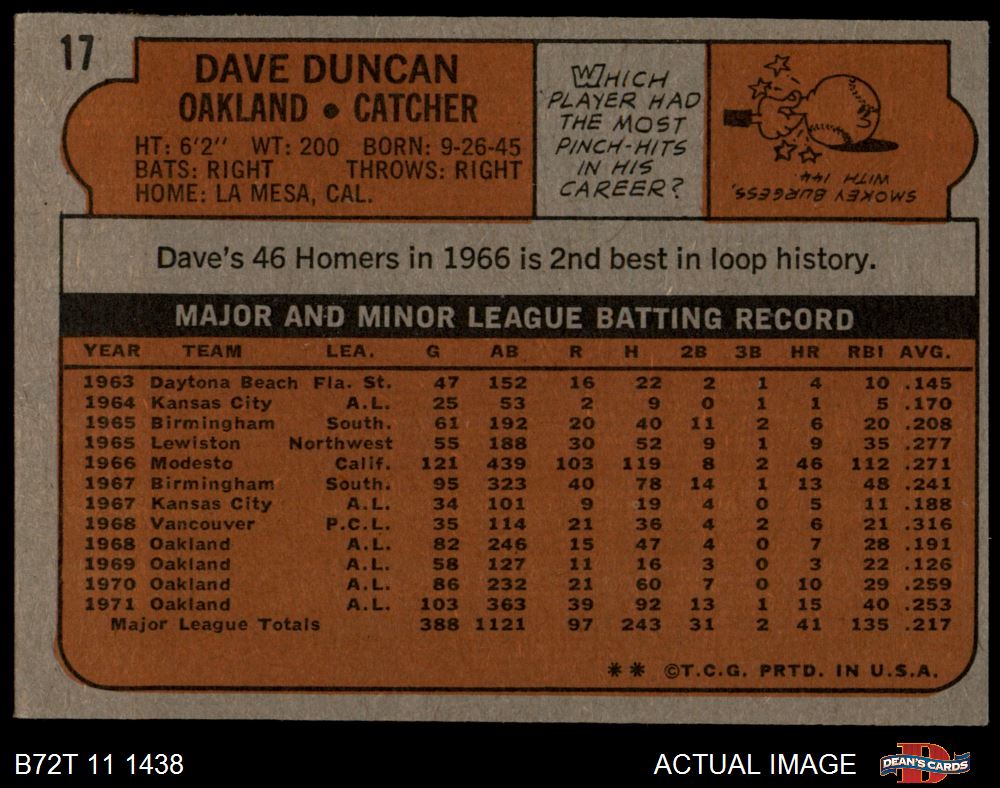 17
DAVE DUNCAN
OAKLAND • CATCHER
HT: 6'2" WT: 200 BORN: 9-26-45
BATS: RIGHT THROWS: RIGHT
HOME: LA MESA, CAL.
WHICH
PLAYER HAD
THE MOST
PINCH-HITS
IN HIS
CAREER?
SMOKEY BURGESS,
WITH 144.
Dave's 46 Homers in 1966 is 2nd best in loop history.
MAJOR AND MINOR LEAGUE BATTING RECORD
YEAR TEAM LEA. G AB R H 2B 3B HR RBI AVG.
1963 Daytona Beach Fla. St. 47 152 16 22 2 1 4 10 .145
1964 Kansas City A.L. 25 53 2 9 0 1 1 5 .170
1965 Birmingham South. 61 192 20 40 11 2 6 20 .208
1965 Lewiston Northwest 55 188 30 52 9 1 9 35 .277
1966 Modesto Calif. 121 439 103 119 8 2 46 112 .271
1967 Birmingham South. 95 323 40 78 14 1 13 48 .241
1967 Kansas City A.L. 34 101 9 19 4 0 5 11 .188
1968 Vancouver P.C.L. 35 114 21 36 4 2 6 21 .316
1968 Oakland A.L. 82 246 15 47 4 0 7 28 .191
1969 Oakland A.L. 58 127 11 16 3 0 3 22 .126
1970 Oakland A.L. 86 232 21 60 7 0 10 29 .259
1971 Oakland A.L. 103 363 39 92 13 1 15 40 .253
Major League Totals 388 1121 97 243 31 2 41 135 .217
** ©T.C.G. PRTD. IN U.S.A.
B72T 11 1438
ACTUAL IMAGE
DEAN'S CARDS